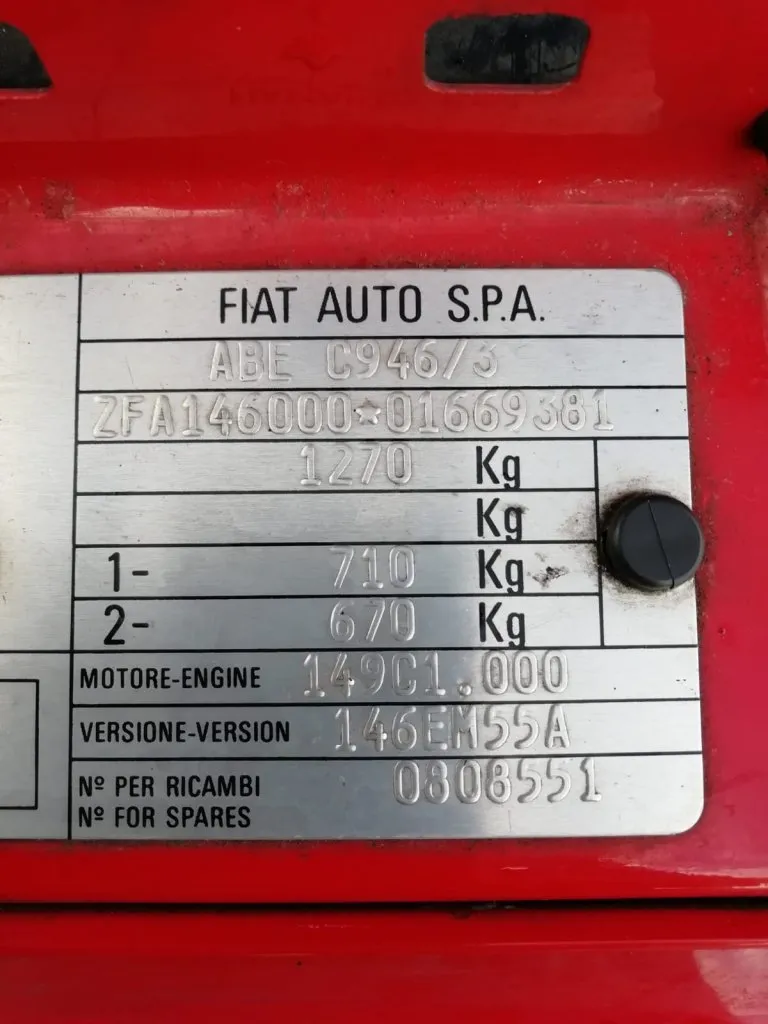 FIAT AUTO S.P.A.
ABE C946/3
ZFA146000★01669381
1270 Kg
Kg
1- 710 Kg
2- 670 Kg
MOTORE-ENGINE 149C1.000
VERSIONE-VERSION 146EM55A
Nº PER RICAMBI 0808551
Nº FOR SPARES